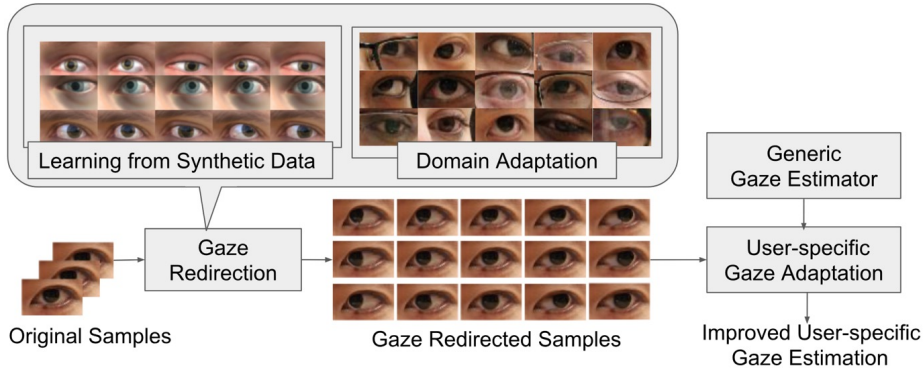 Learning from Synthetic Data
Domain Adaptation
Generic
Gaze Estimator
Gaze
Redirection
User-specific
Gaze Adaptation
Original Samples
Gaze Redirected Samples
Improved User-specific
Gaze Estimation